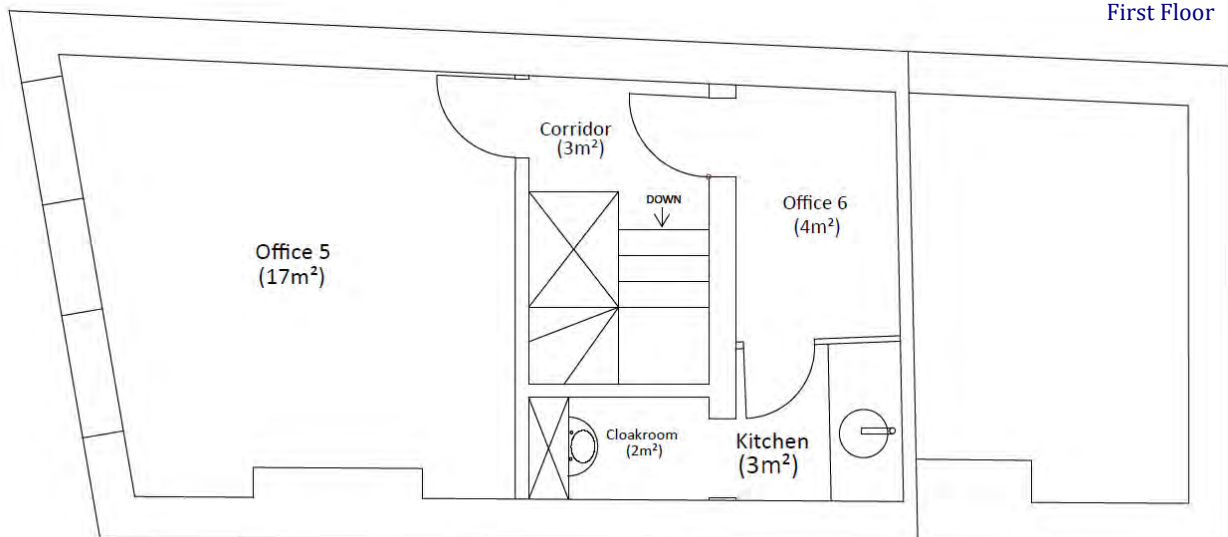 First Floor
Corridor
(3m²)
DOWN
Office 6
(4m²)
Office 5
(17m²)
Cloakroom
(2m²)
Kitchen
(3m²)